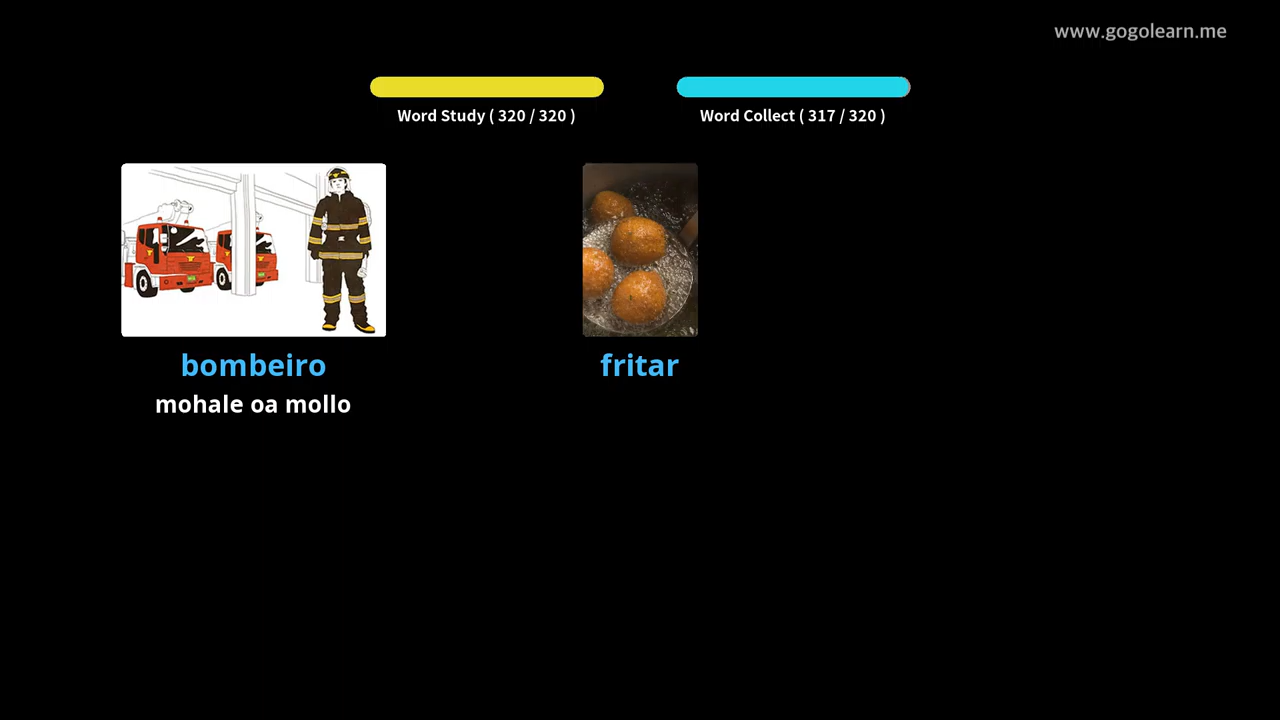 www.gogolearn.me
Word Study ( 320 / 320 )
Word Collect ( 317 / 320 )
bombeiro
mohale oa mollo
fritar